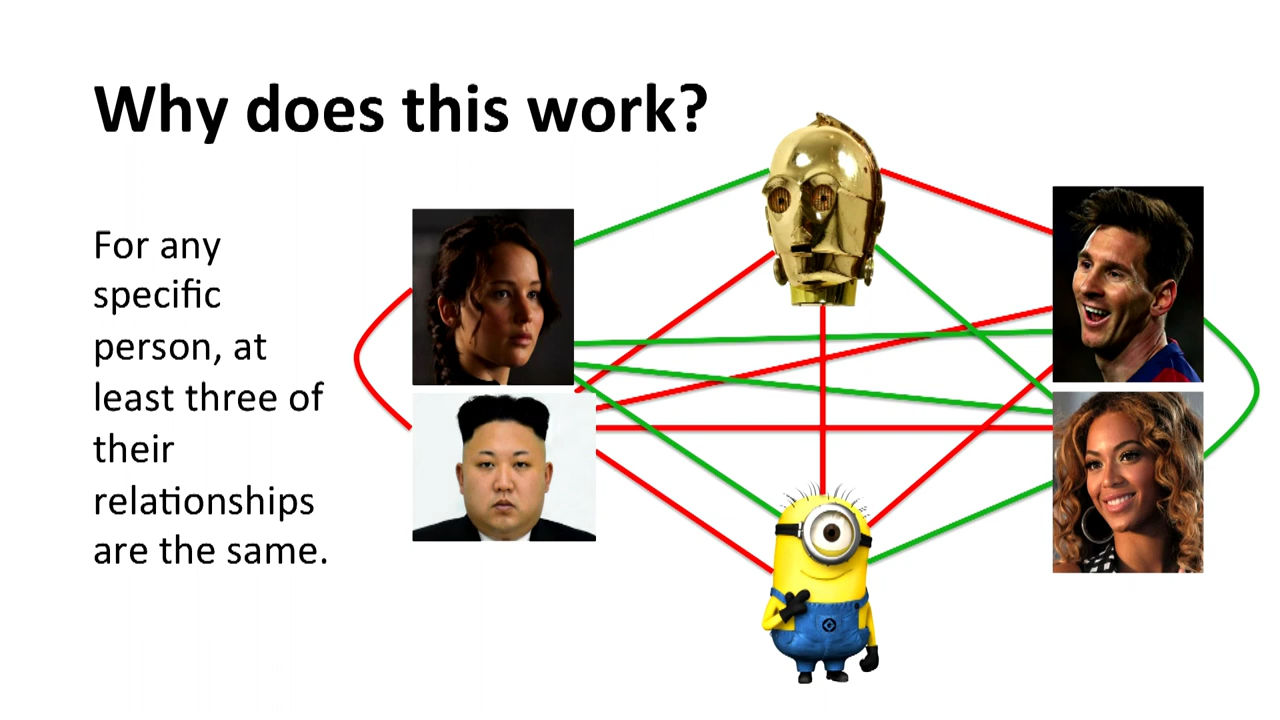 Why does this work?
For any
specific
person, at
least three of
their
relationships
are the same.